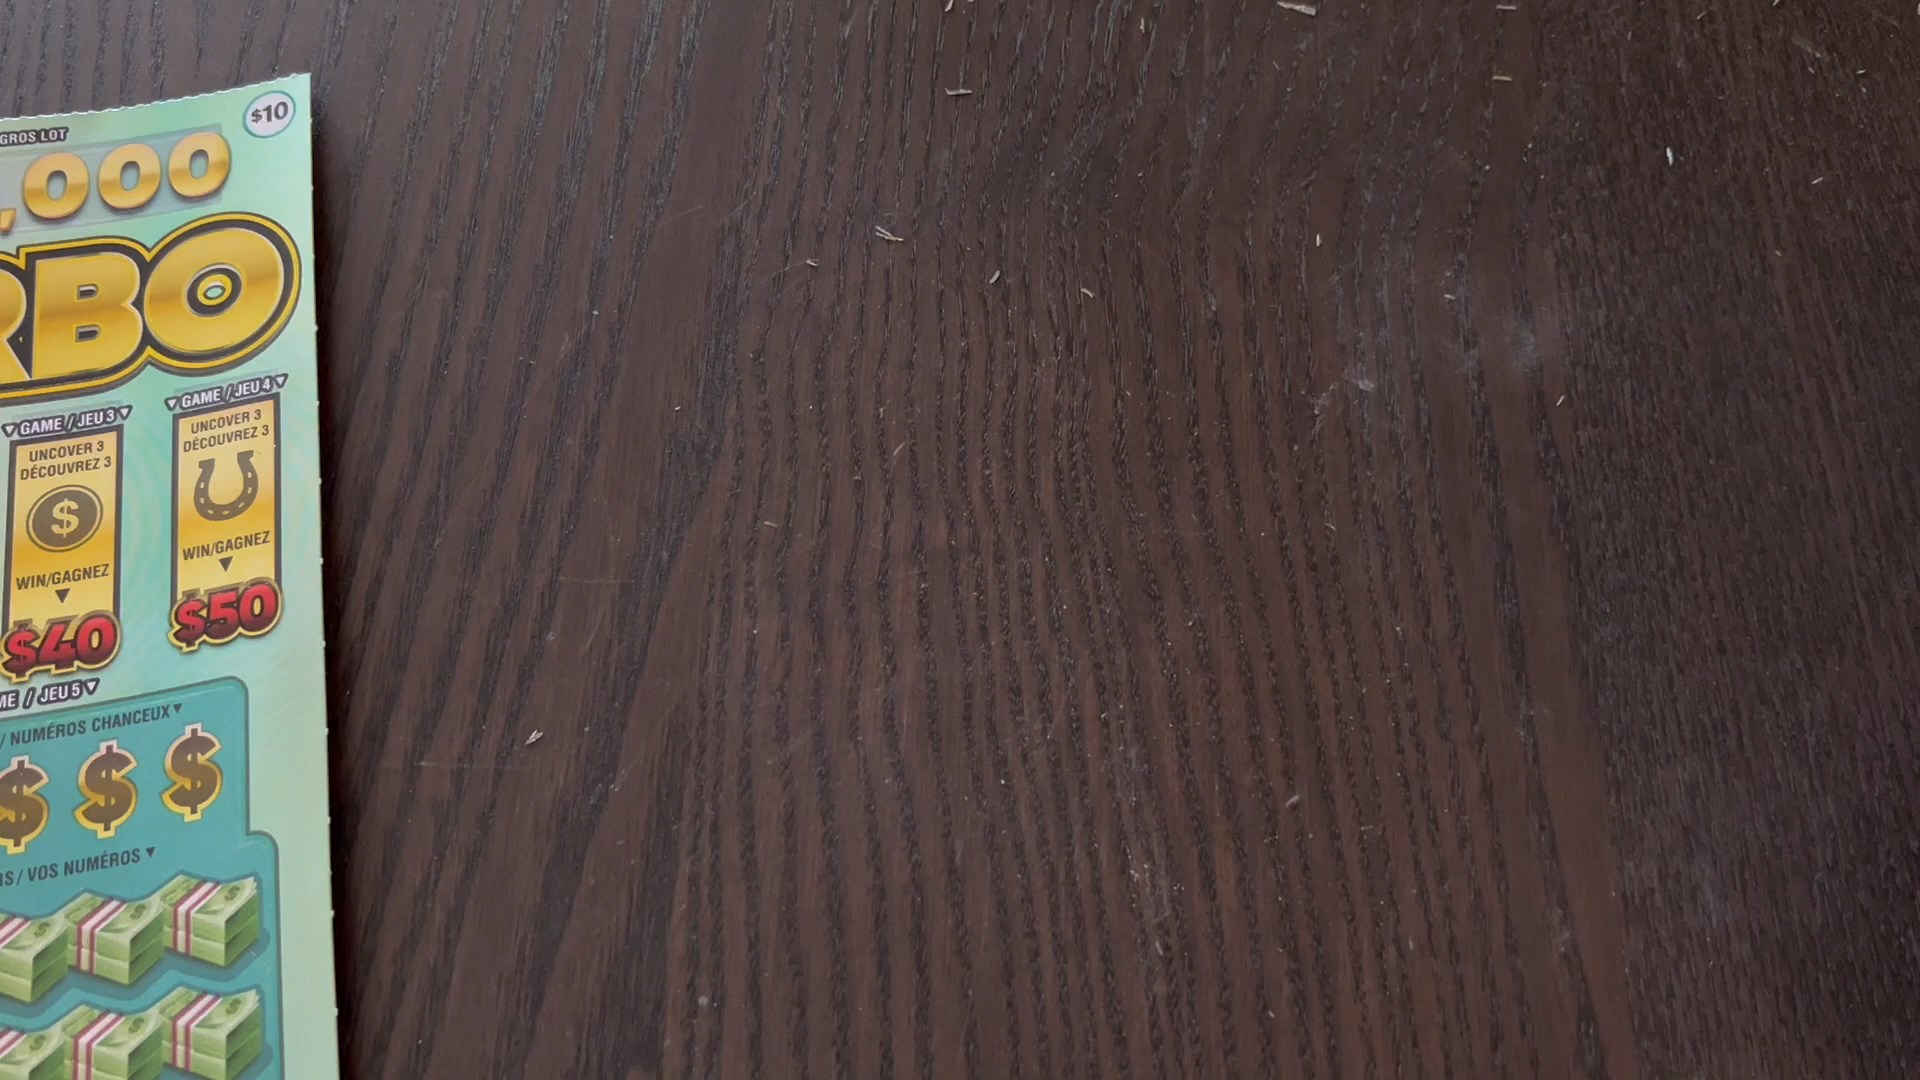 GROS LOT
$10
,000
RBO
GAME / JEU 3
UNCOVER 3
DÉCOUVREZ 3
$
WIN/GAGNEZ
$40
GAME / JEU 4
UNCOVER 3
DÉCOUVREZ 3
WIN/GAGNEZ
$50
ME / JEU 5
/ NUMÉROS CHANCEUX
$ $ $
RS / VOS NUMÉROS